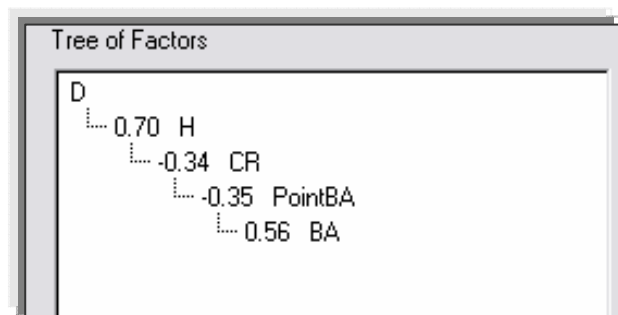 Tree of Factors
D
0.70 H
-0.34 CR
-0.35 PointBA
0.56 BA